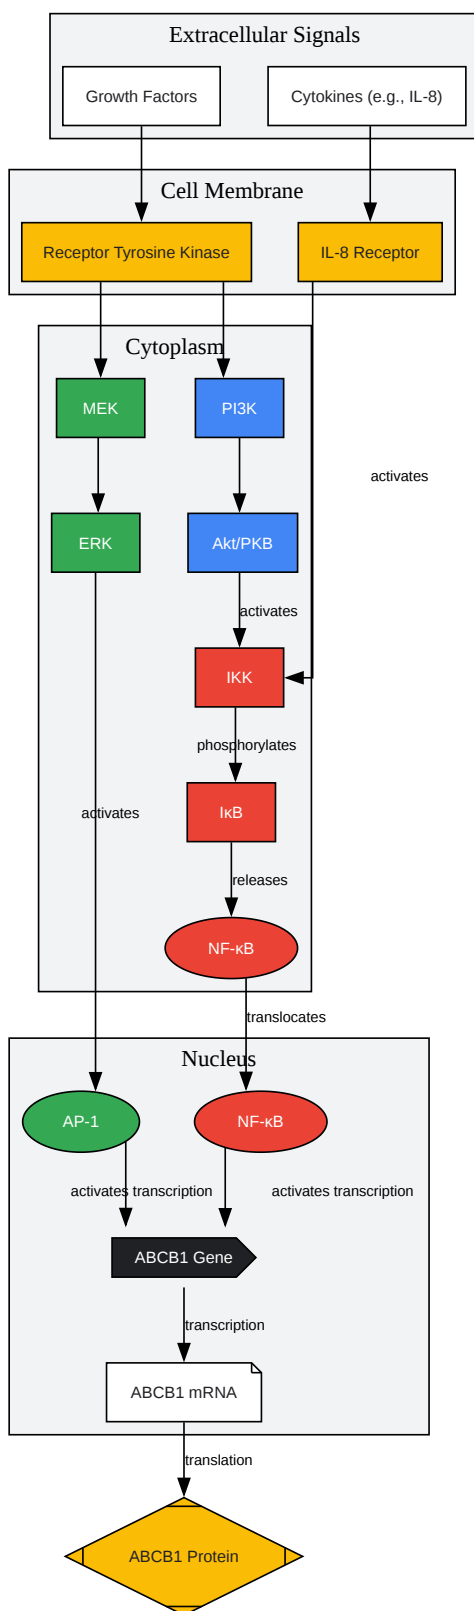 Extracellular Signals
Growth Factors
Cytokines (e.g., IL-8)
Cell Membrane
Receptor Tyrosine Kinase
IL-8 Receptor
Cytoplasm
MEK
PI3K
activates
ERK
Akt/PKB
activates
IKK
phosphorylates
activates
IκB
releases
NF-κB
translocates
Nucleus
AP-1
NF-κB
activates transcription
activates transcription
ABCB1 Gene
transcription
ABCB1 mRNA
translation
ABCB1 Protein